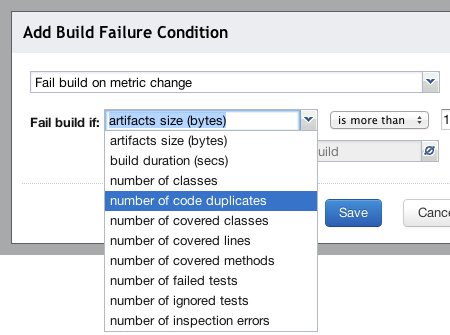 Add Build Failure Condition
Fail build on metric change
Fail build if: artifacts size (bytes) is more than 1
artifacts size (bytes)
build duration (secs) uild
number of classes
number of code duplicates
number of covered classes Save Canc
number of covered lines
number of covered methods
number of failed tests
number of ignored tests
number of inspection errors